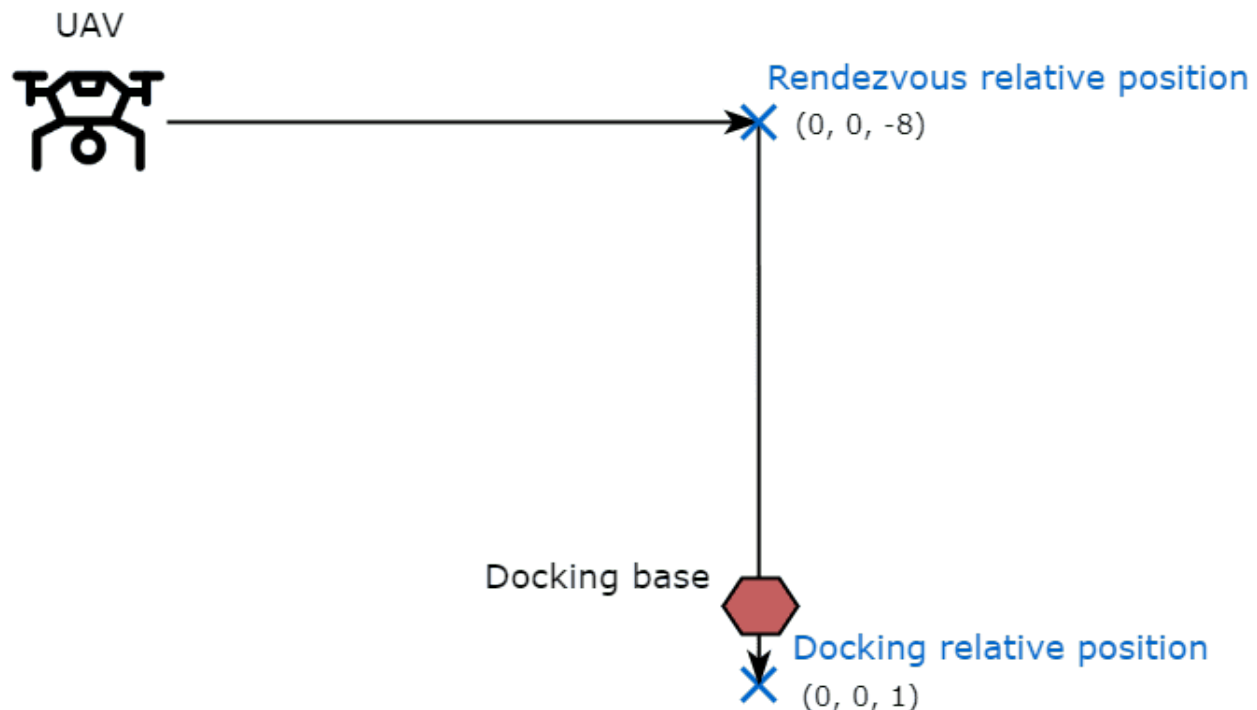 UAV
Rendezvous relative position
(0, 0, -8)
Docking base
Docking relative position
(0, 0, 1)